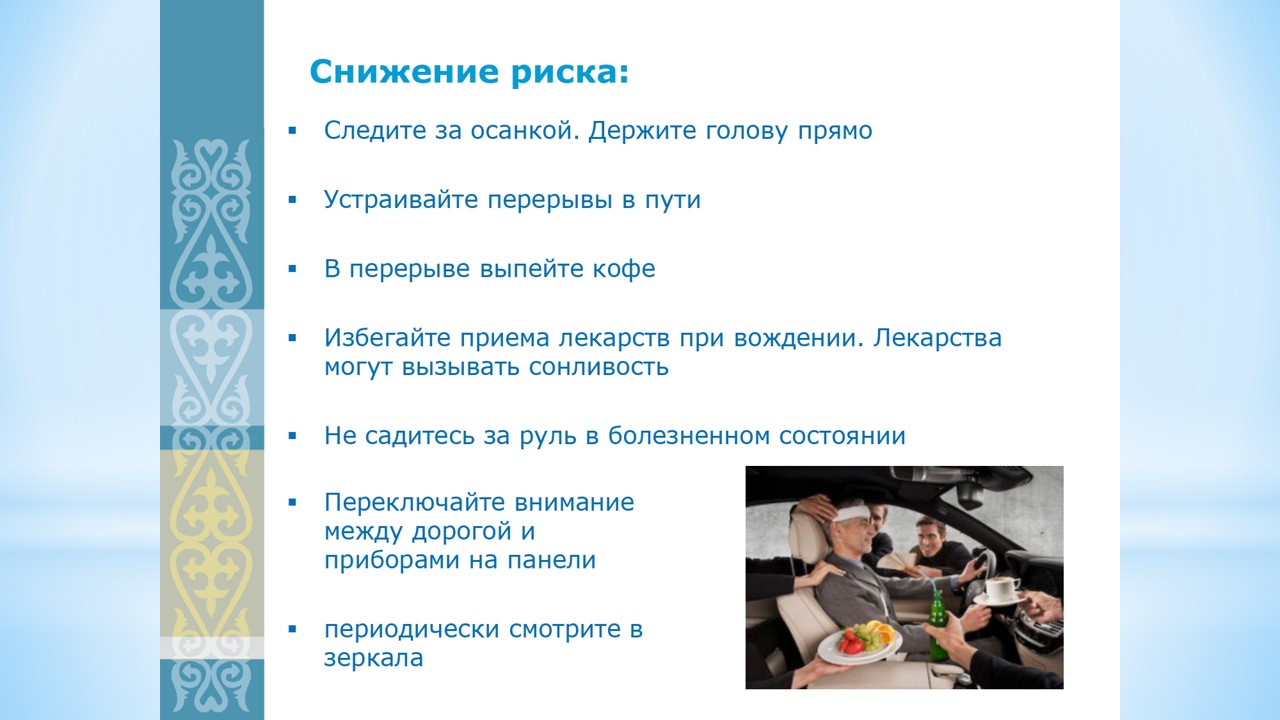 Снижение риска:
▪ Следите за осанкой. Держите голову прямо
▪ Устраивайте перерывы в пути
▪ В перерыве выпейте кофе
▪ Избегайте приема лекарств при вождении. Лекарства
могут вызывать сонливость
▪ Не садитесь за руль в болезненном состоянии
▪ Переключайте внимание
между дорогой и
приборами на панели
▪ периодически смотрите в
зеркала